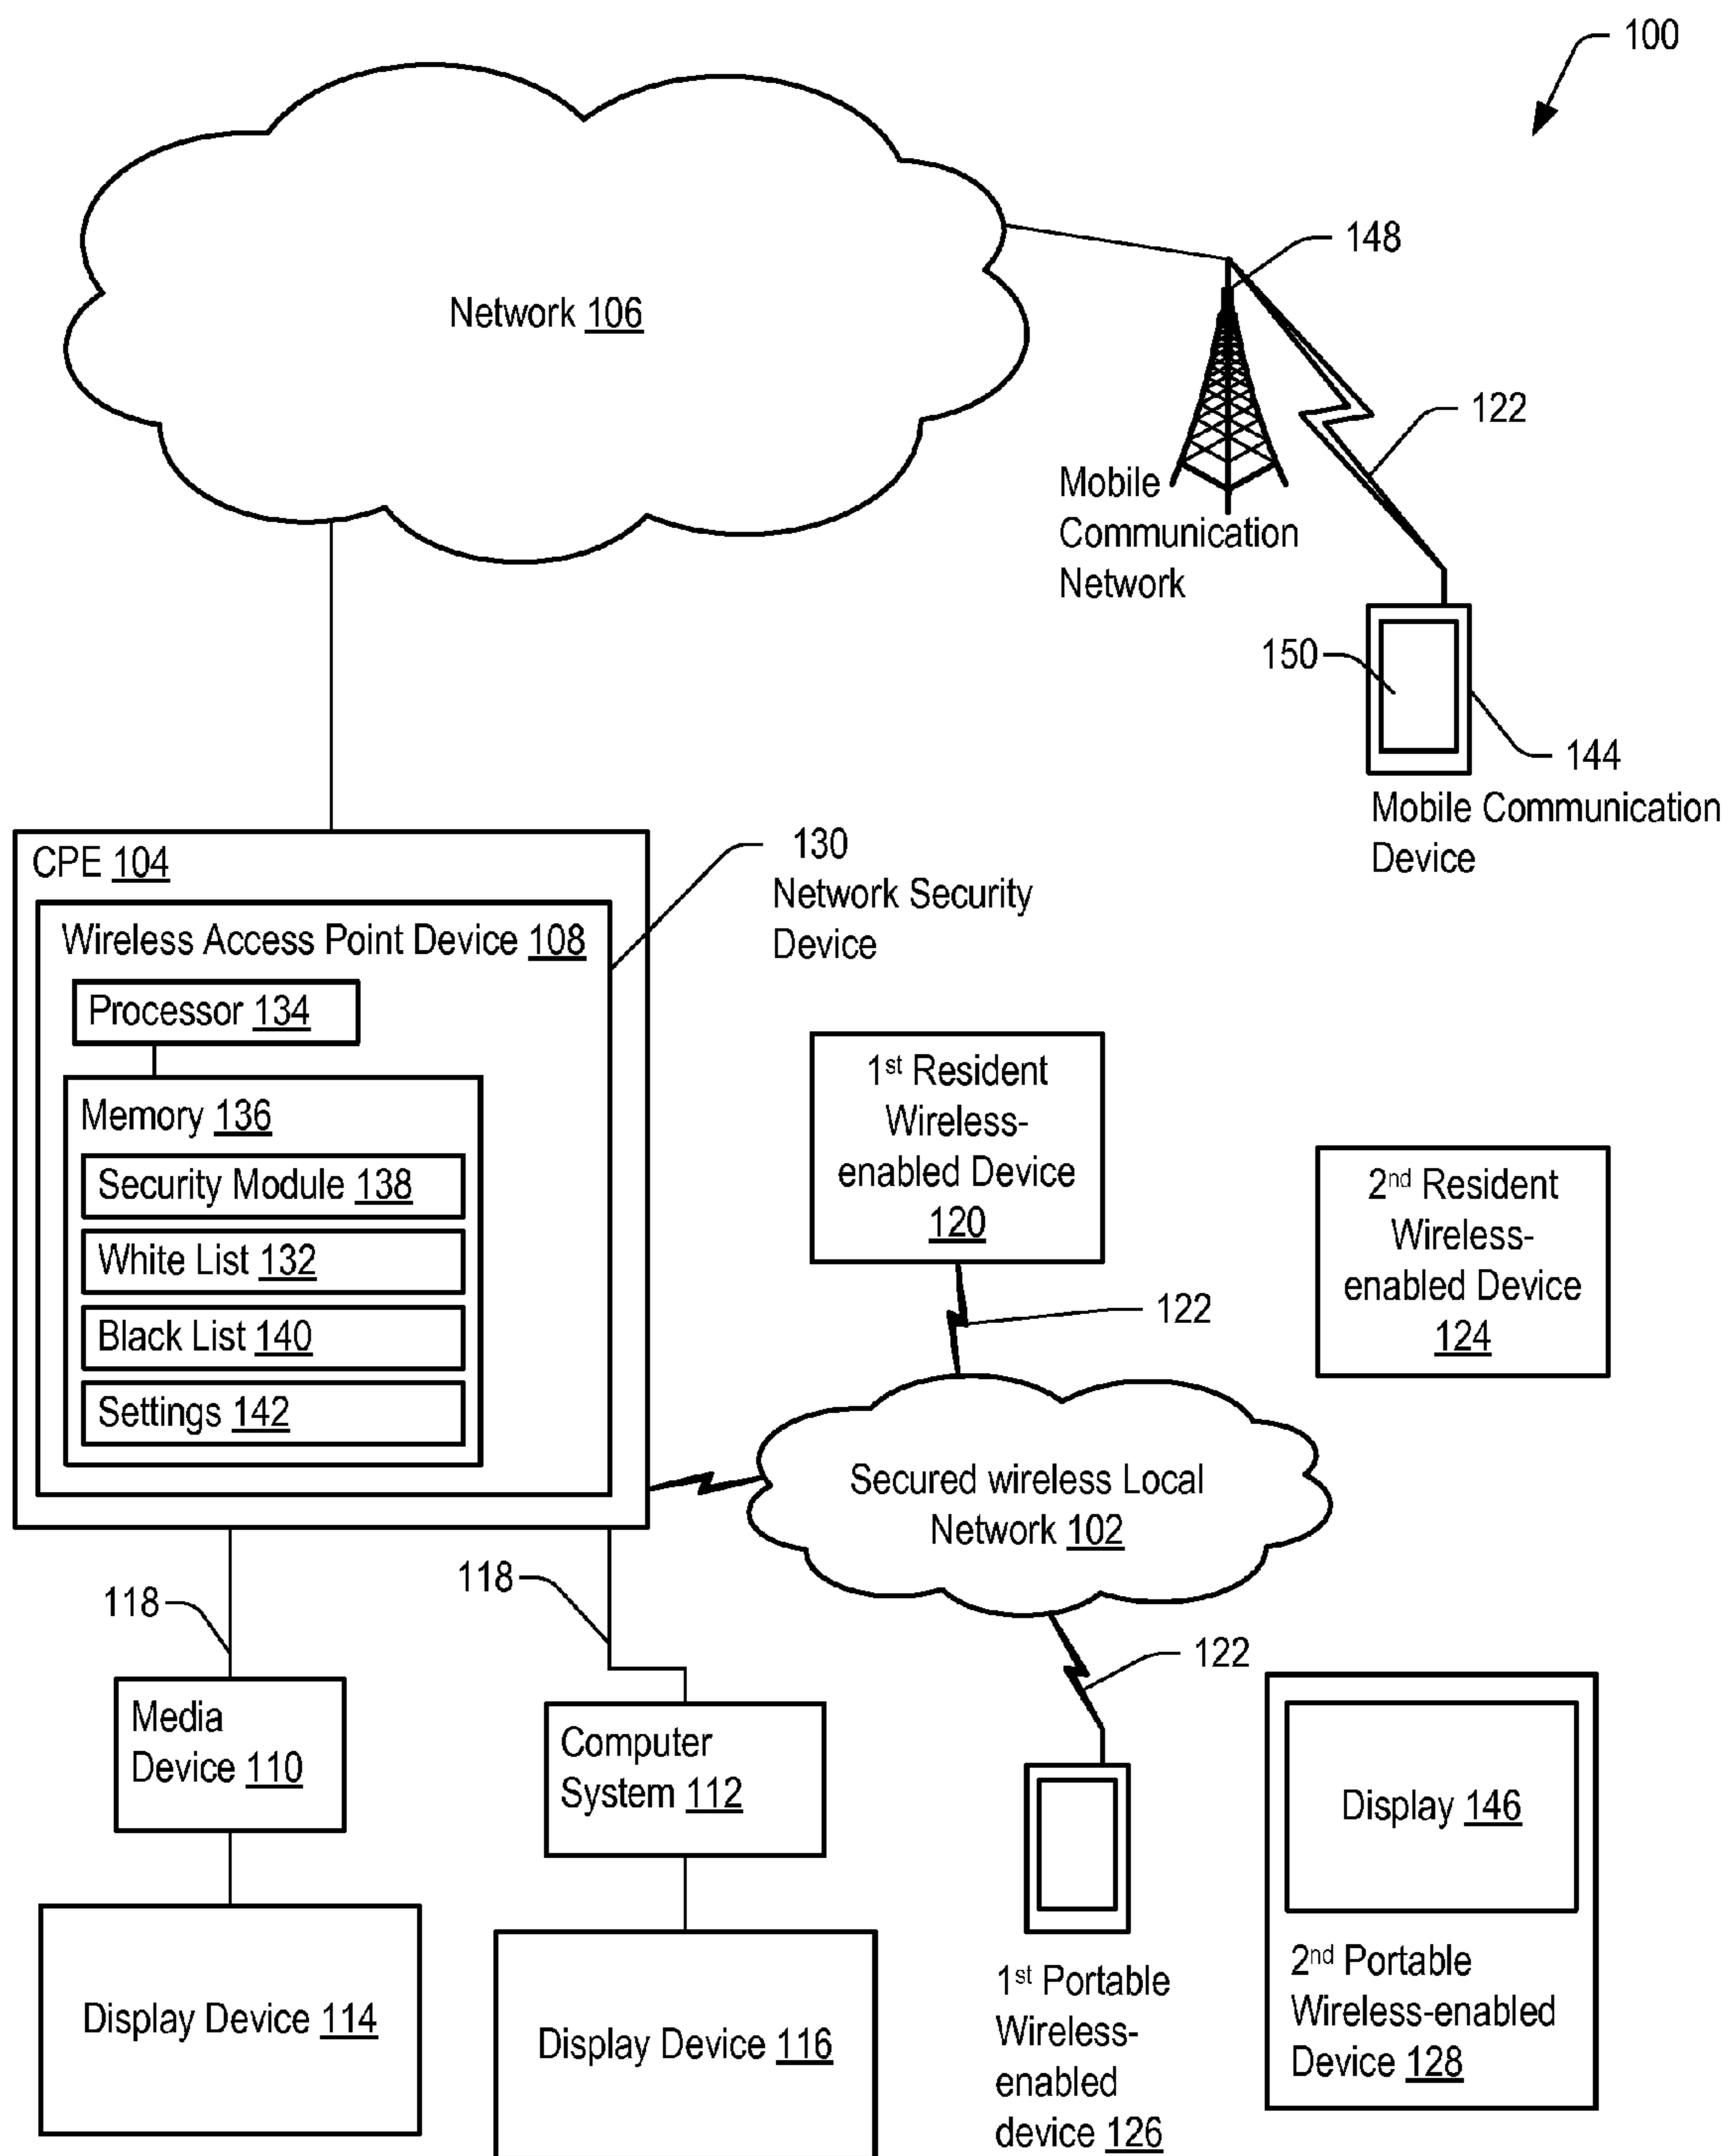 100
Network 106
148
122
Mobile
Communication
Network
150
144
Mobile Communication
Device
CPE 104
130
Network Security
Device
Wireless Access Point Device 108
Processor 134
Memory 136
Security Module 138
White List 132
Black List 140
Settings 142
1st Resident
Wireless-
enabled Device
120
2nd Resident
Wireless-
enabled Device
124
122
Secured wireless Local
Network 102
118
118
122
Media
Device 110
Computer
System 112
Display 146
Display Device 114
Display Device 116
1st Portable
Wireless-
enabled
device 126
2nd Portable
Wireless-enabled
Device 128